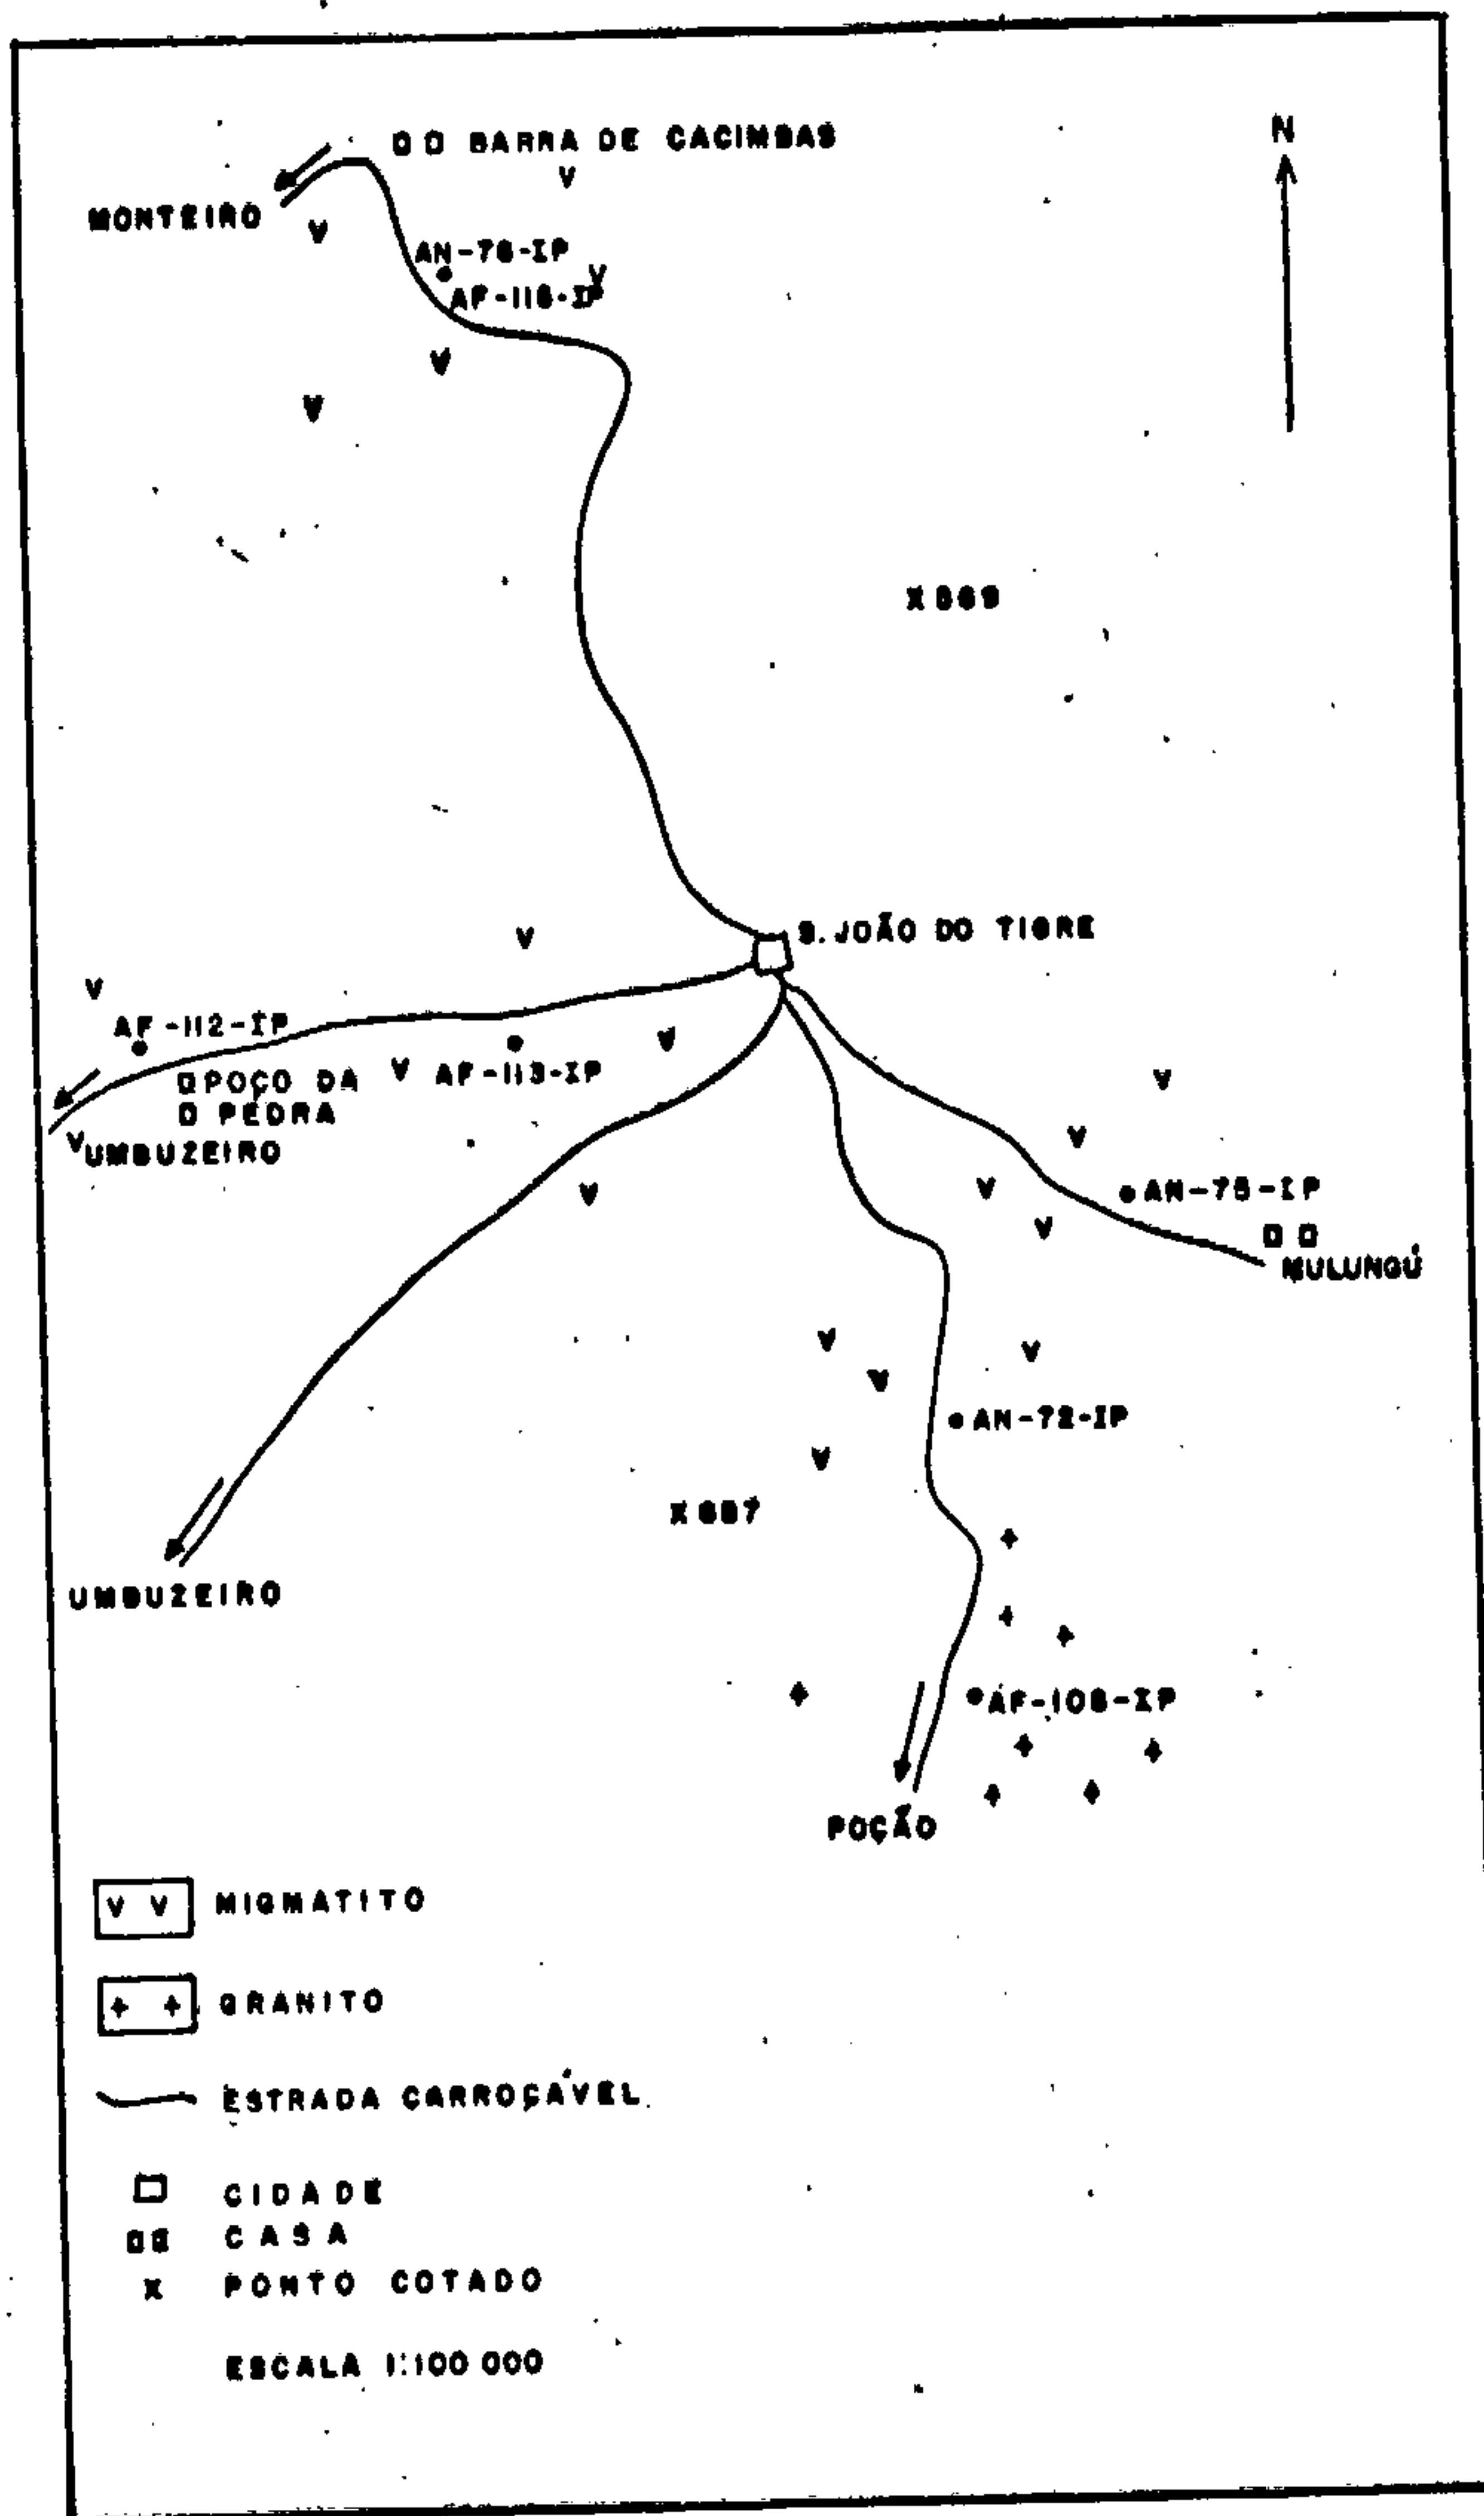 N
BARRA DE CACIMBAS
MONTEIRO
AN-76-IP
S. JOÃO DO TIGRE
AF-112-IP
POÇO DA
PEDRA
AF-113-IP
UMBUZEIRO
AN-75-IP
MULUNGÚ
AN-72-IP
UMBUZEIRO
POÇÃO
V V MIGMATITO
+ + GRANITO
ESTRADA CARROÇÁVEL
CIDADE
CASA
X PONTO COTADO
ESCALA 1:100 000